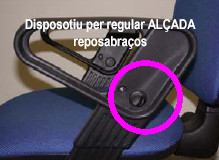 Disposotiu per regular ALÇADA
reposabraços